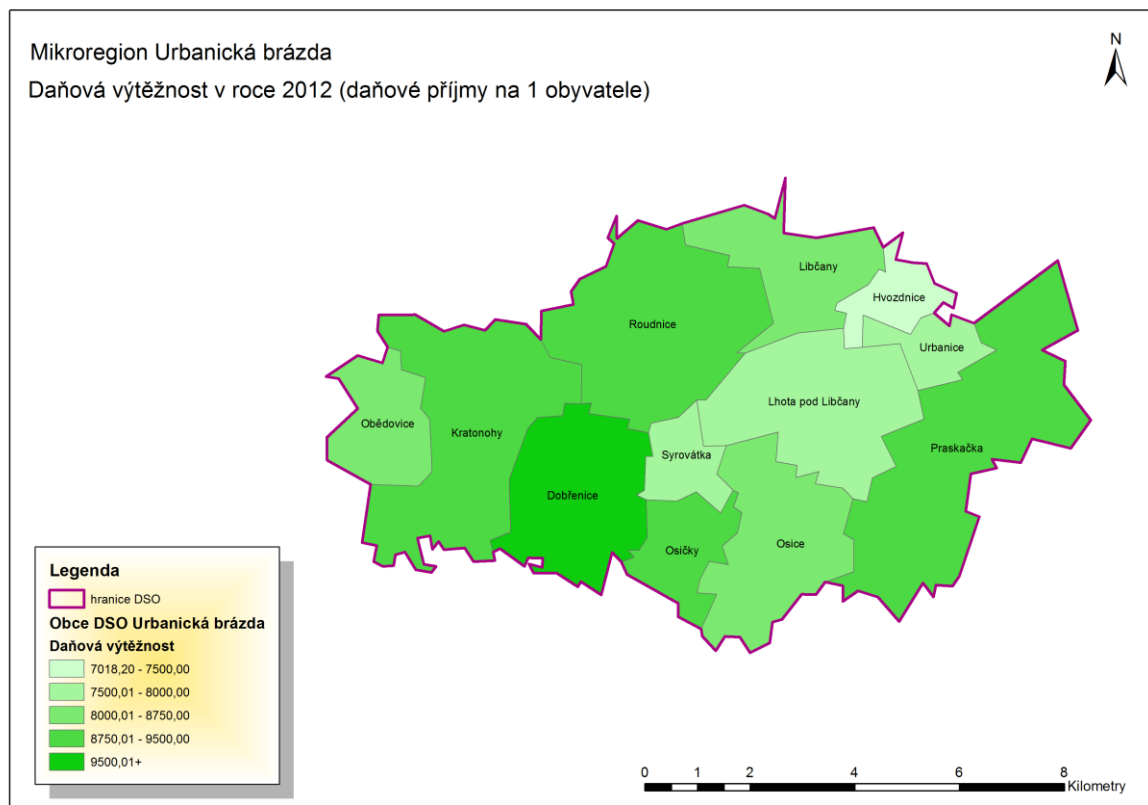 Mikroregion Urbanická brázda
Daňová výtěžnost v roce 2012 (daňové příjmy na 1 obyvatele)
N
Libčany
Hvozdnice
Roudnice
Urbanice
Lhota pod Libčany
Obědovice
Kratonohy
Praskačka
Syrovátka
Dobřenice
Osičky
Osice
Legenda
hranice DSO
Obce DSO Urbanická brázda
Daňová výtěžnost
7018,20 - 7500,00
7500,01 - 8000,00
8000,01 - 8750,00
8750,01 - 9500,00
9500,01+
0 1 2 4 6 8
Kilometry